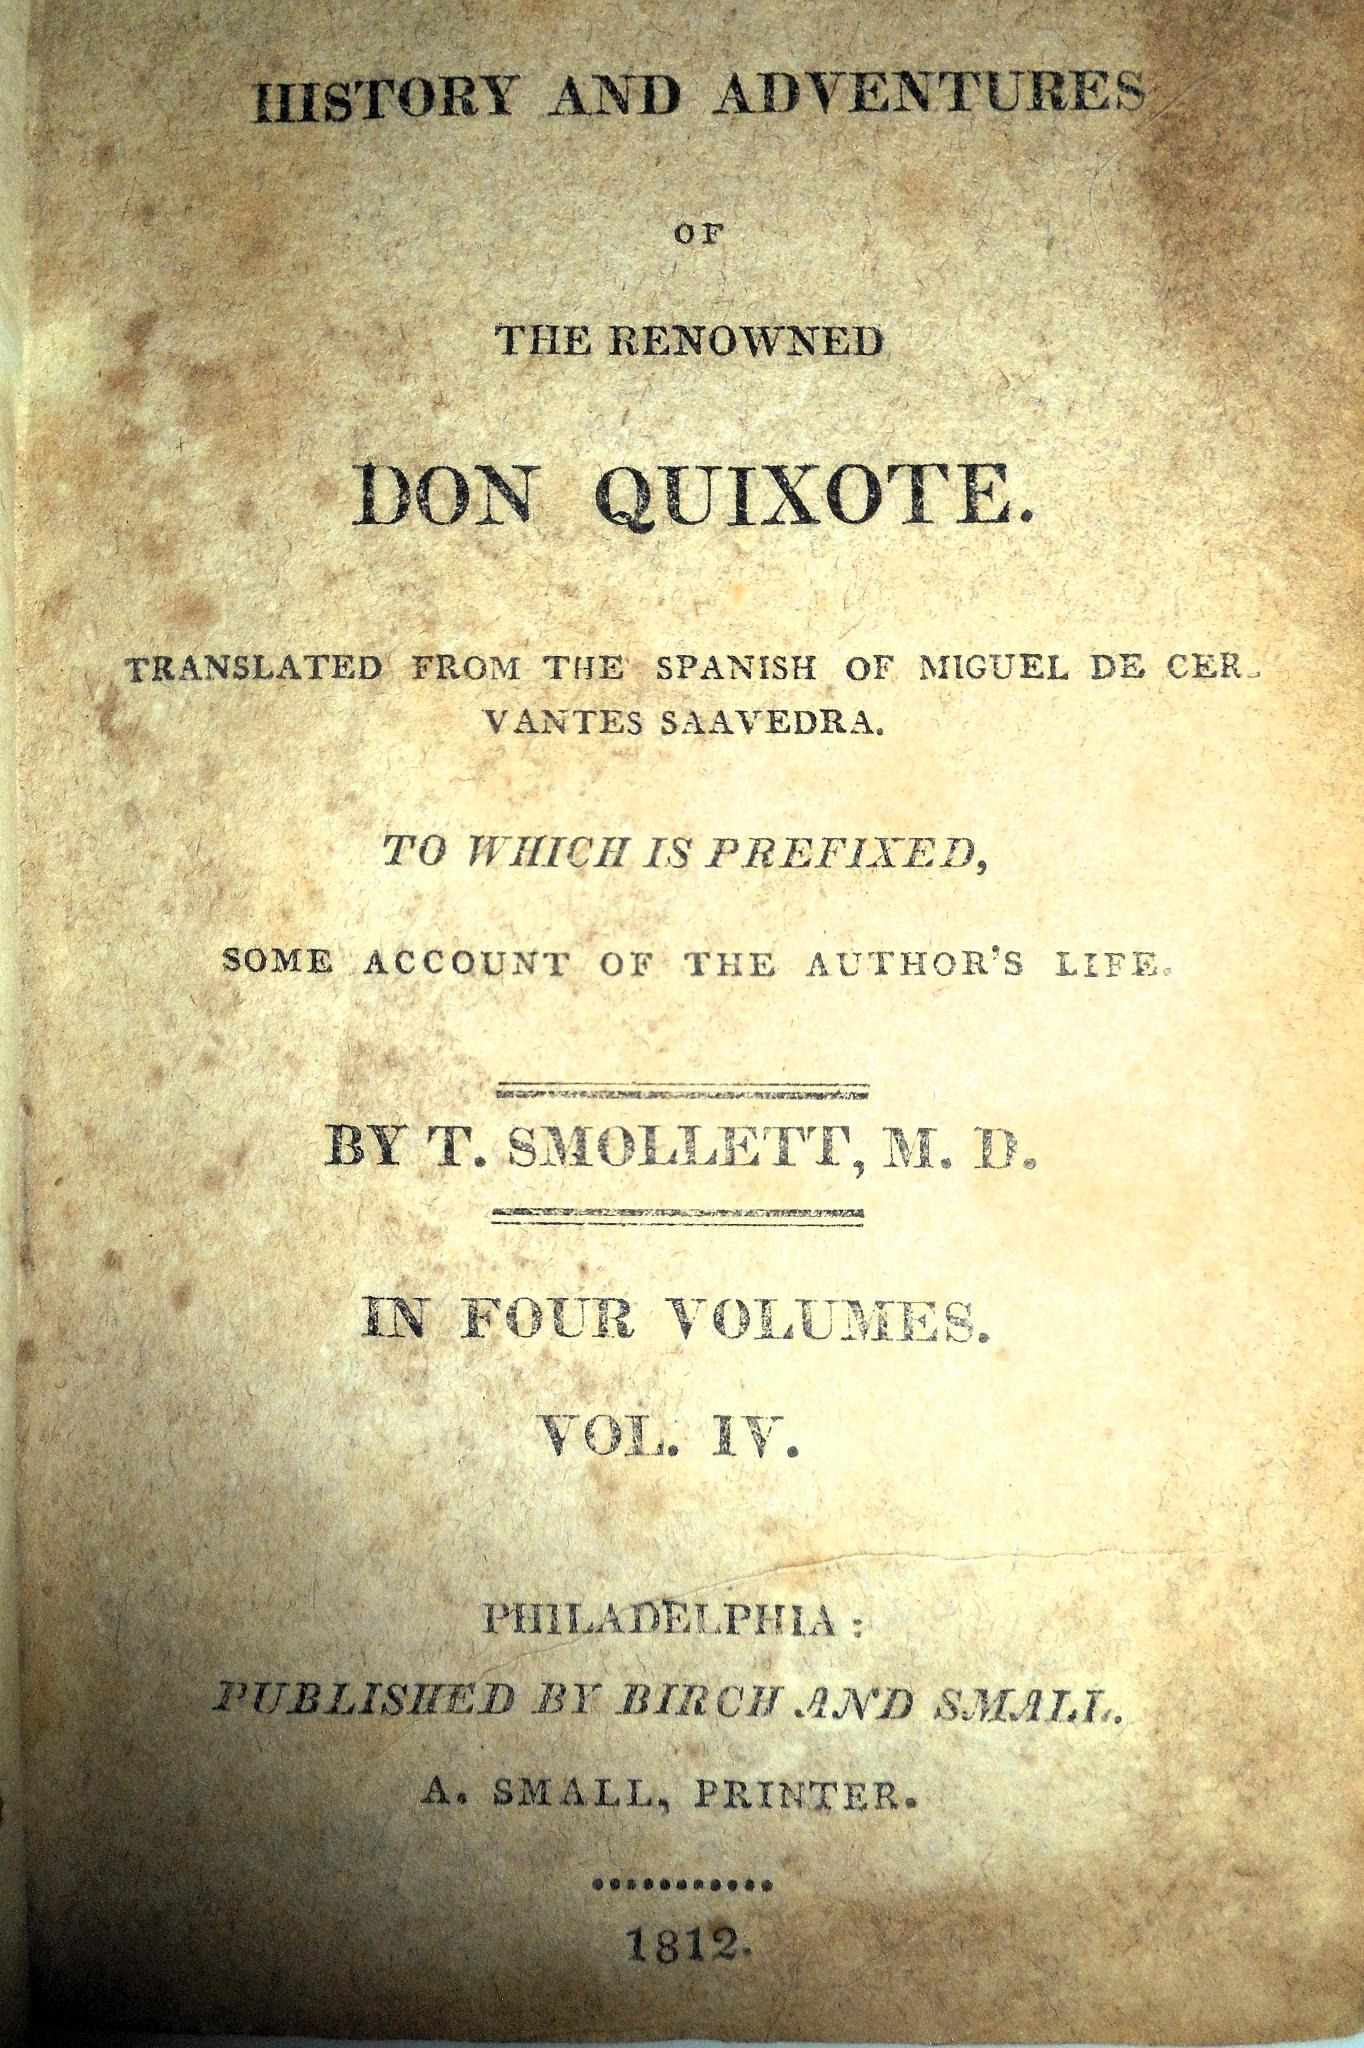 HISTORY AND ADVENTURES
OF
THE RENOWNED
DON QUIXOTE.
TRANSLATED FROM THE SPANISH OF MIGUEL DE CER-
VANTES SAAVEDRA.
TO WHICH IS PREFIXED,
SOME ACCOUNT OF THE AUTHOR'S LIFE.
BY T. SMOLLETT, M. D.
IN FOUR VOLUMES.
VOL. IV.
PHILADELPHIA:
PUBLISHED BY BIRCH AND SMALL.
A. SMALL, PRINTER.
1812.